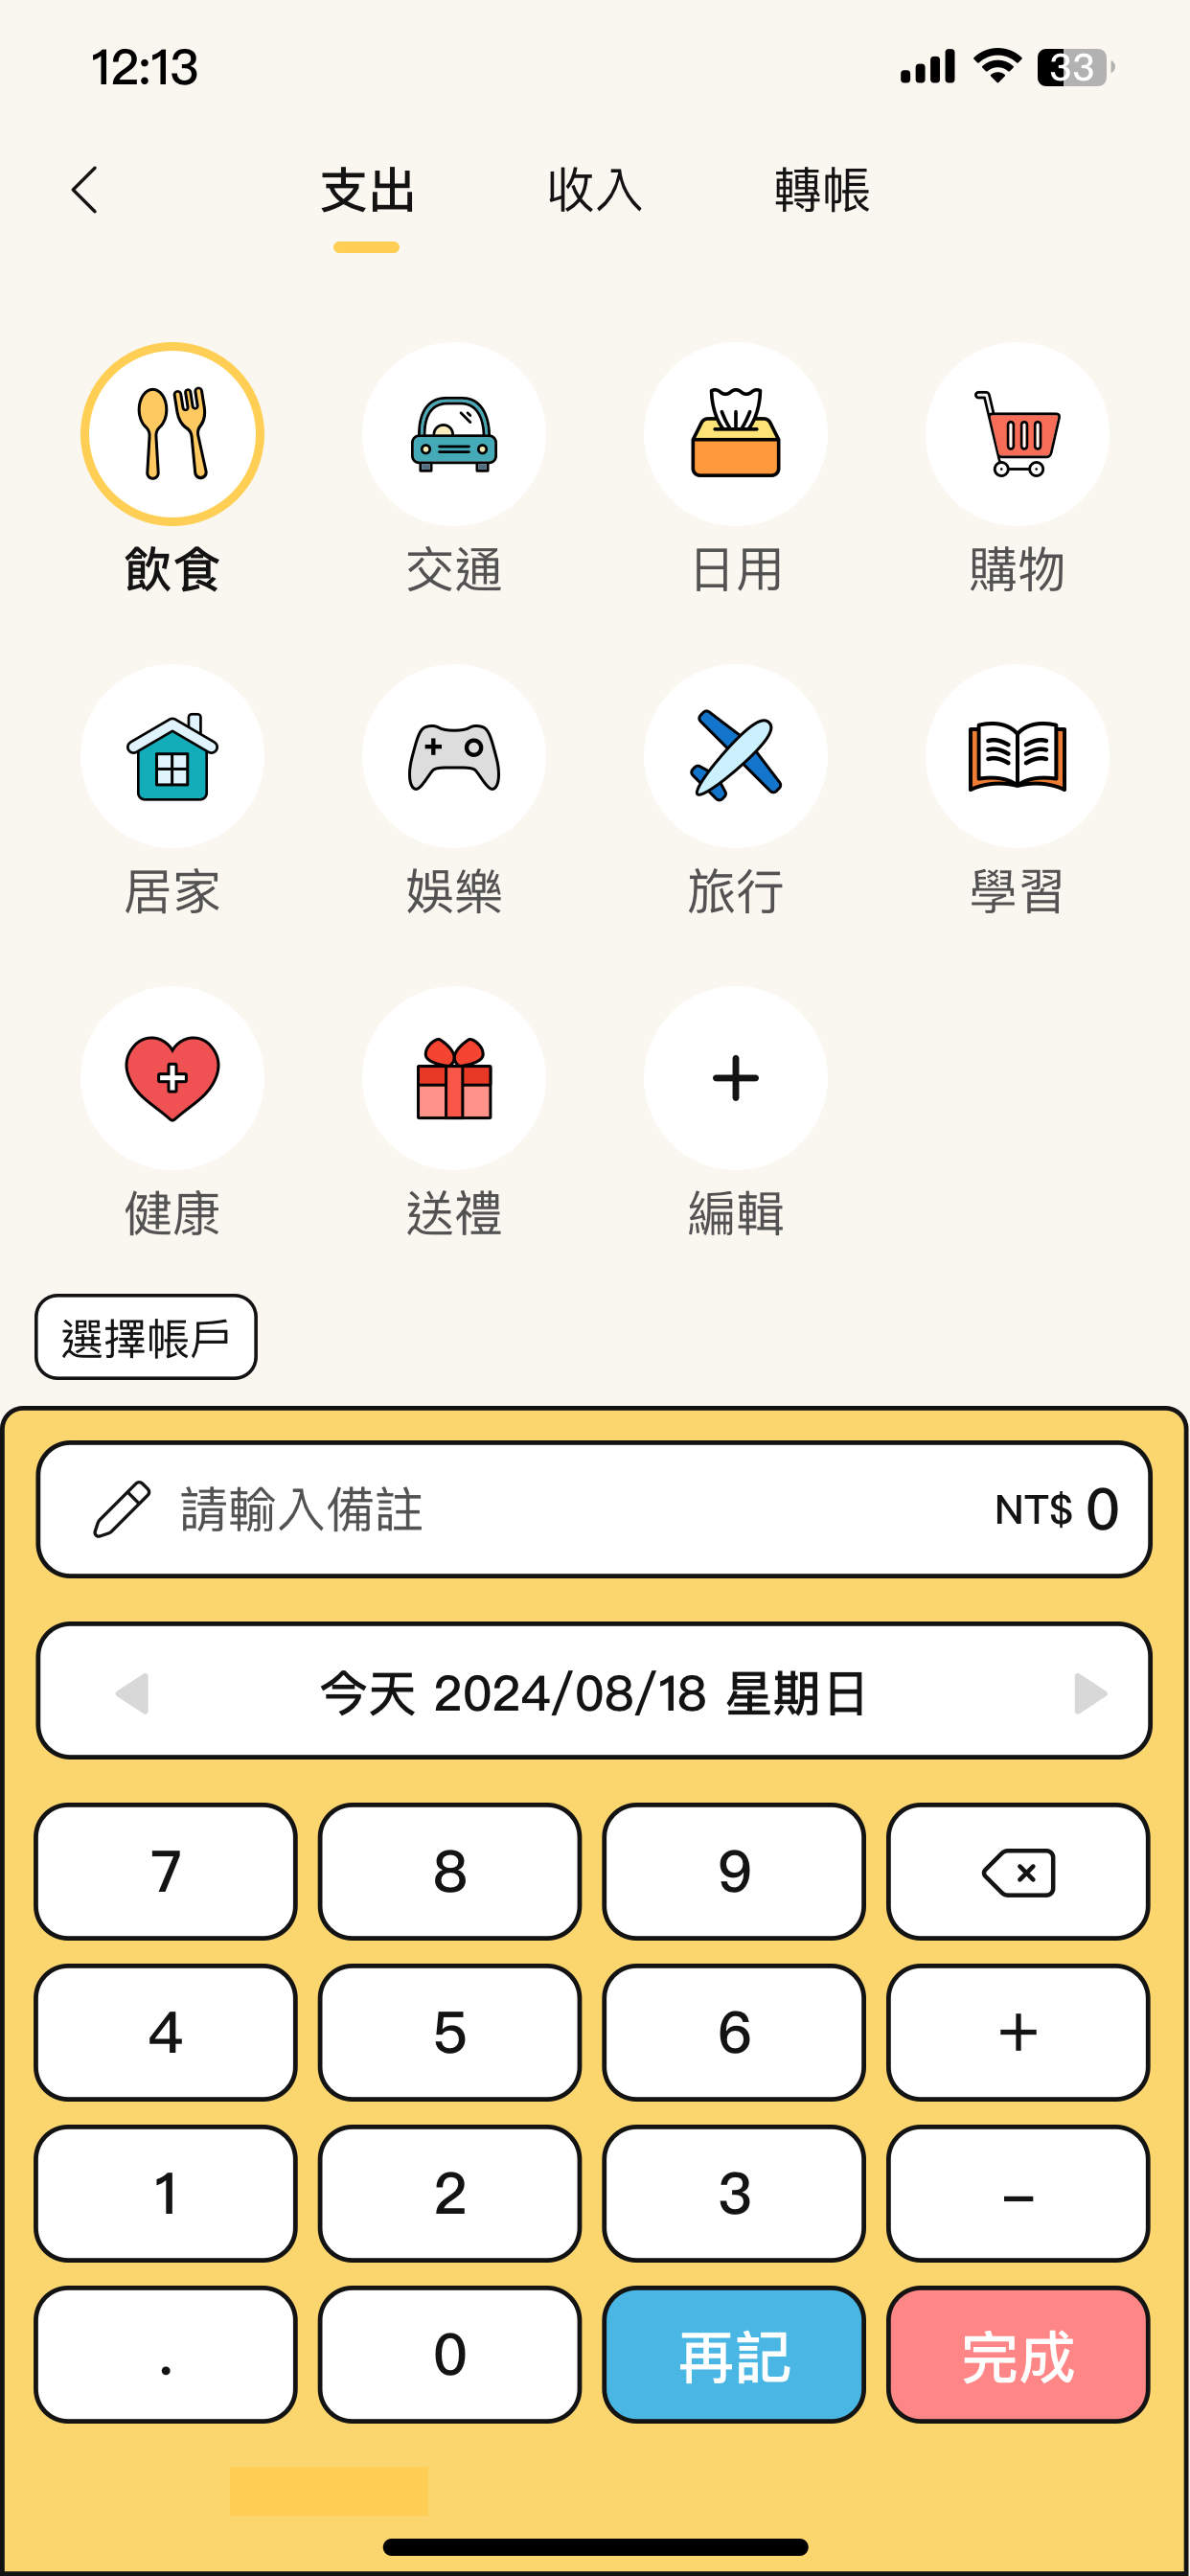 12:13
33
支出 收入 轉帳
飲食 交通 日用 購物
居家 娛樂 旅行 學習
健康 送禮 編輯
選擇帳戶
請輸入備註 NT$ 0
今天 2024/08/18 星期日
7 8 9
4 5 6 +
1 2 3 −
. 0 再記 完成